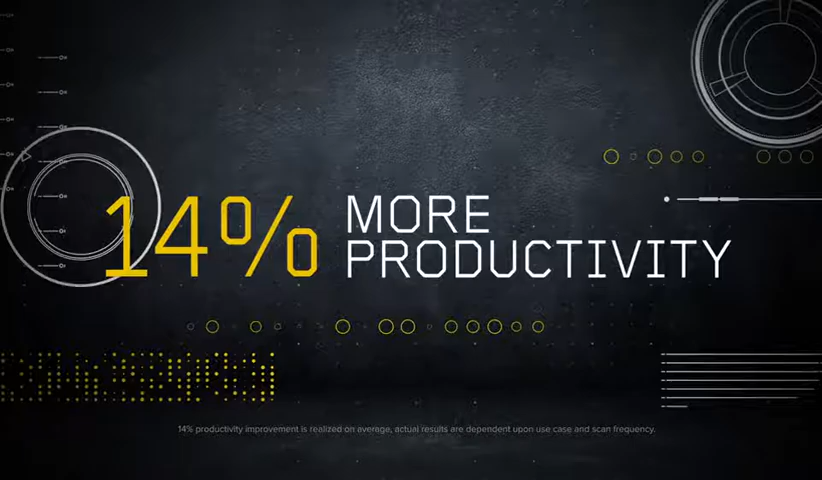 14% MORE
PRODUCTIVITY
14% productivity improvement is realized on average, actual results are dependent upon use case and scan frequency.